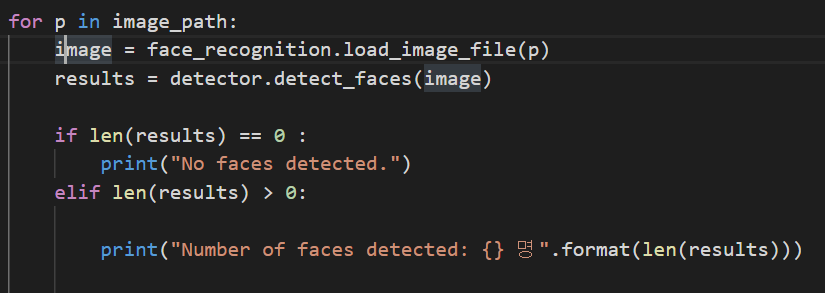 for p in image_path:
    image = face_recognition.load_image_file(p)
    results = detector.detect_faces(image)
    if len(results) == 0 :
        print("No faces detected.")
    elif len(results) > 0:
        print("Number of faces detected: {} 명".format(len(results)))